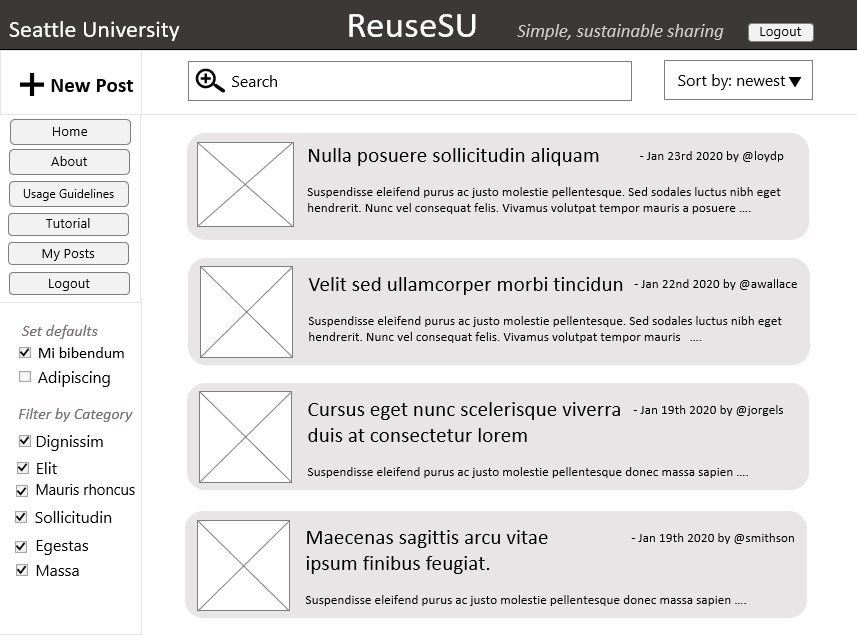 Seattle University
ReuseSU
Simple, sustainable sharing
Logout
New Post
Search
Sort by: newest
Home
About
Usage Guidelines
Tutorial
My Posts
Logout
Set defaults
Mi bibendum
Adipiscing
Filter by Category
Dignissim
Elit
Mauris rhoncus
Sollicitudin
Egestas
Massa
Nulla posuere sollicitudin aliquam
- Jan 23rd 2020 by @loydp
Suspendisse eleifend purus ac justo molestie pellentesque. Sed sodales luctus nibh eget
hendrerit. Nunc vel consequat felis. Vivamus volutpat tempor mauris a posuere ....
Velit sed ullamcorper morbi tincidun
- Jan 22nd 2020 by @awallace
Suspendisse eleifend purus ac justo molestie pellentesque. Sed sodales luctus nibh eget
hendrerit. Nunc vel consequat felis. Vivamus volutpat tempor mauris ....
Cursus eget nunc scelerisque viverra
- Jan 19th 2020 by @jorgels
duis at consectetur lorem
Suspendisse eleifend purus ac justo molestie pellentesque donec massa sapien ....
Maecenas sagittis arcu vitae
- Jan 19th 2020 by @smithson
ipsum finibus feugiat.
Suspendisse eleifend purus ac justo molestie pellentesque donec massa sapien ....